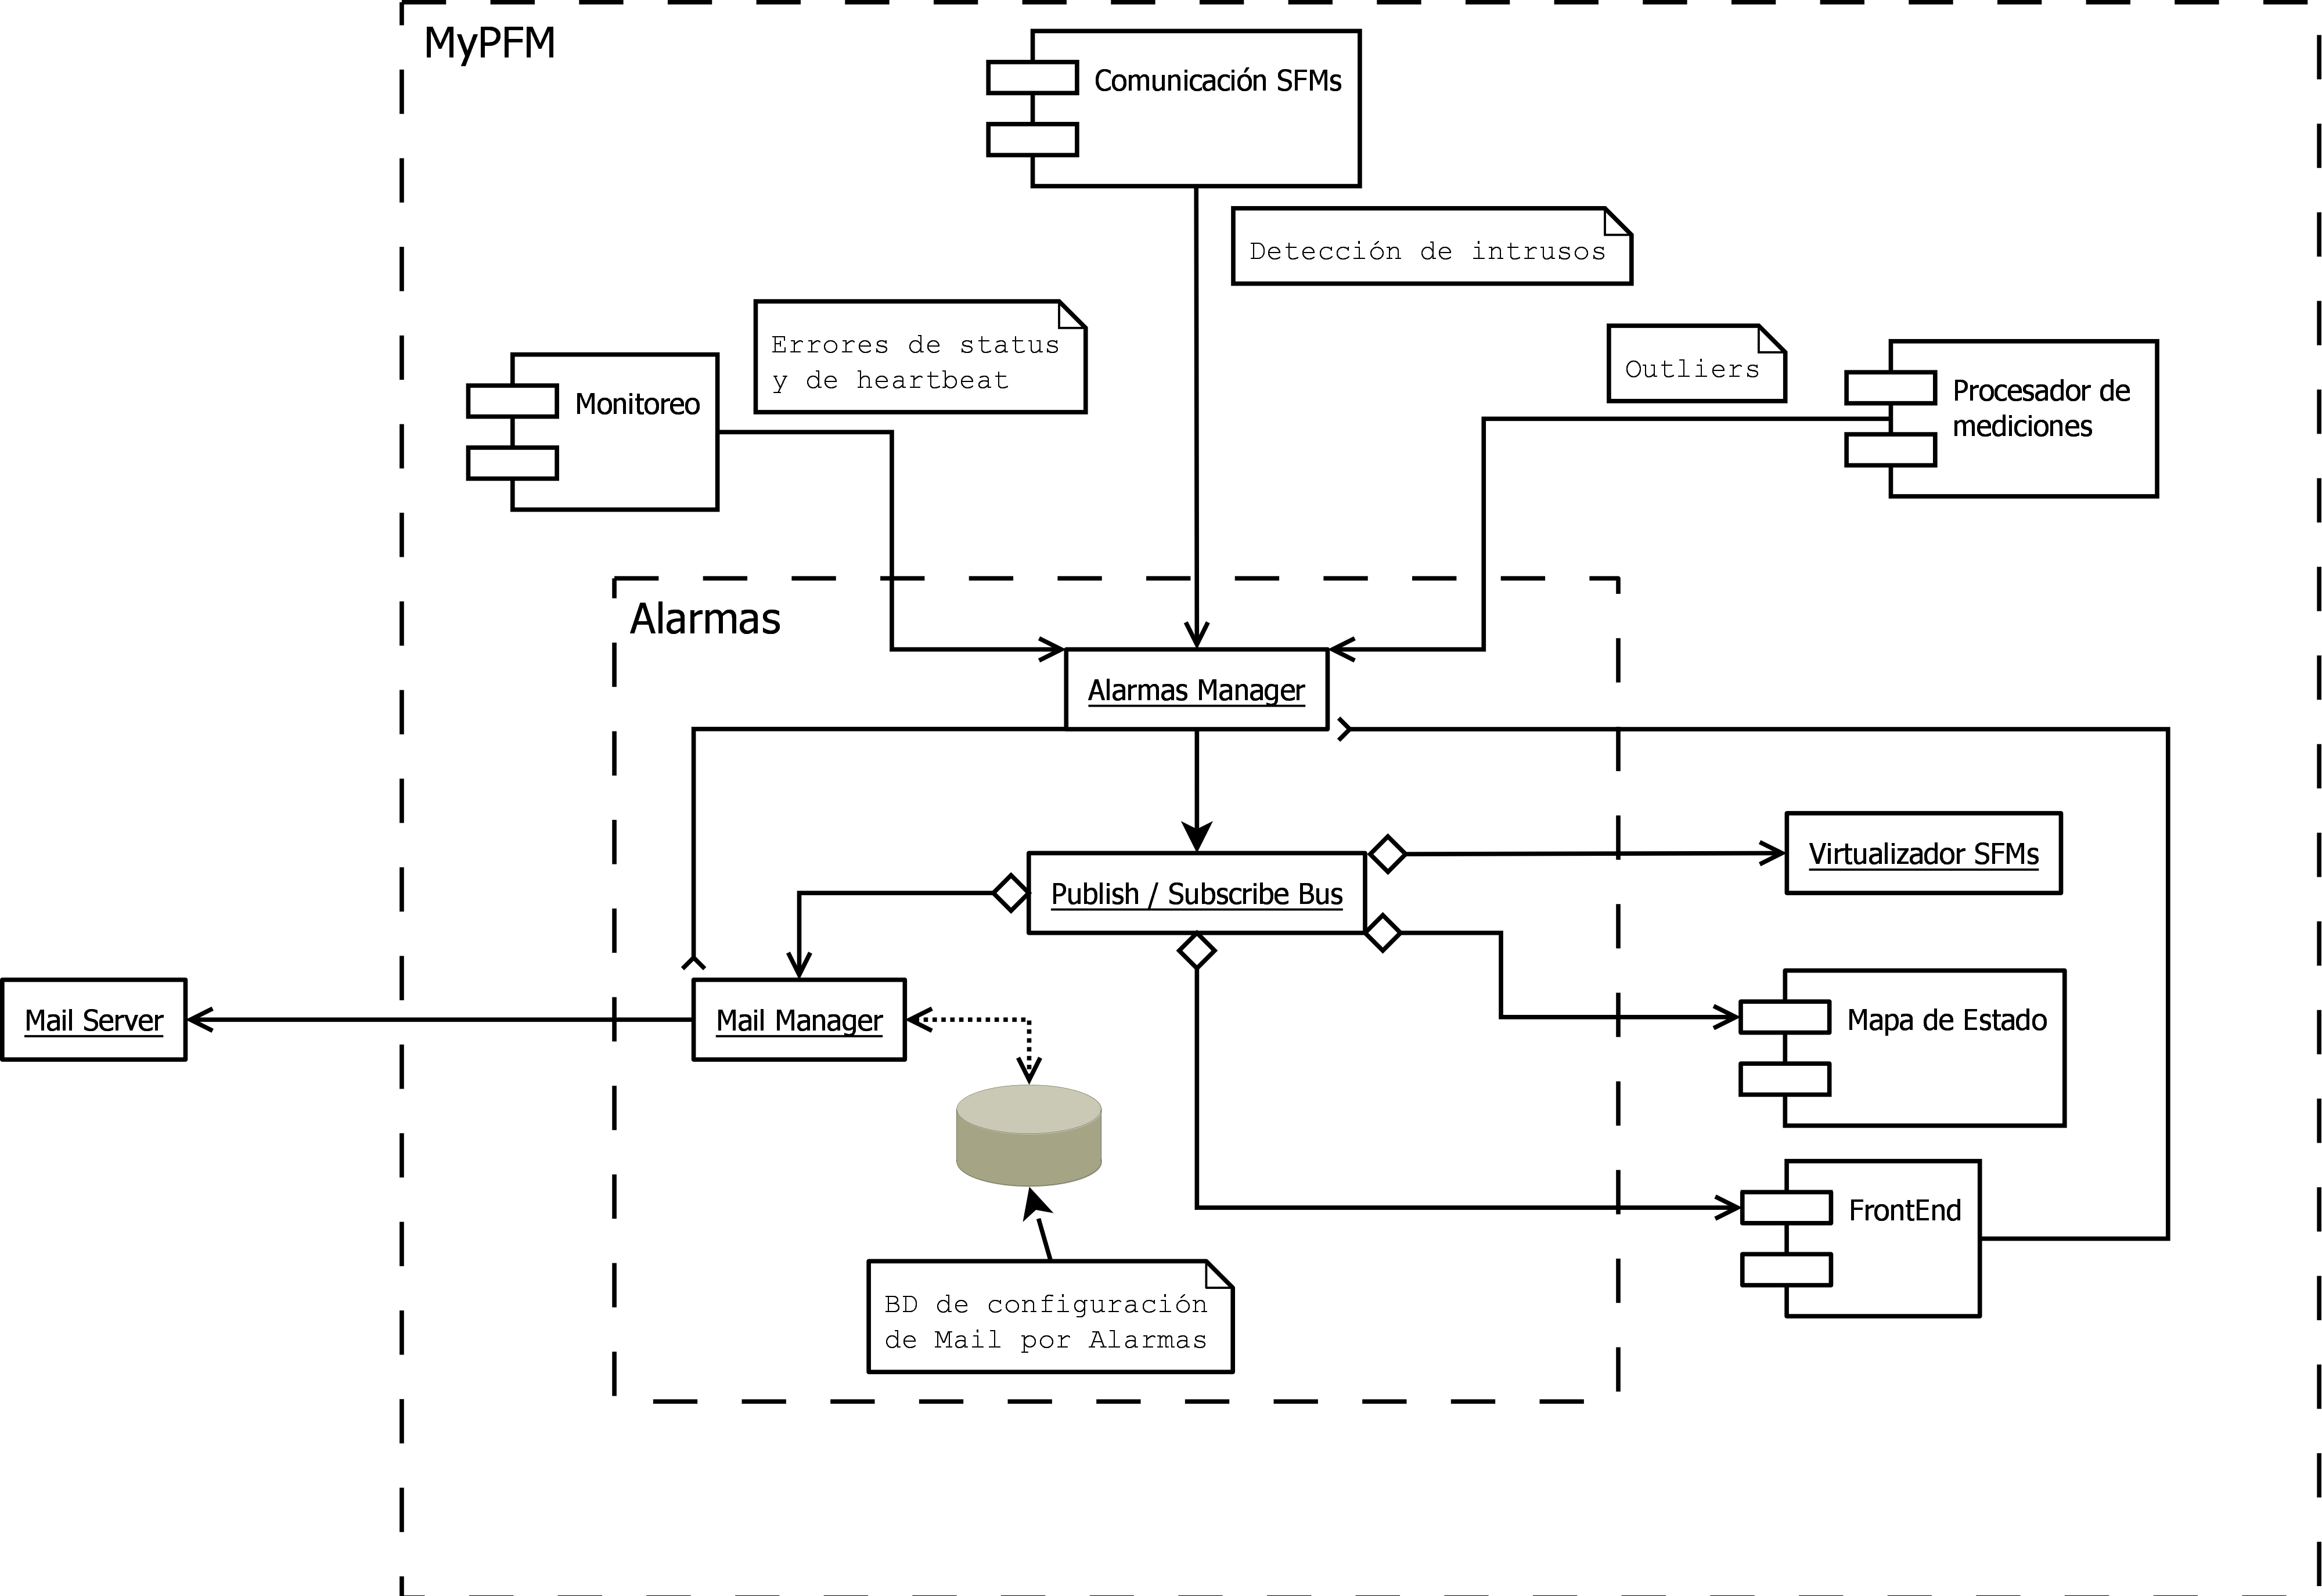 MyPFM
Comunicación SFMs
Detección de intrusos
Errores de status
y de heartbeat
Outliers
Monitoreo
Procesador de
mediciones
Alarmas
Alarmas Manager
Virtualizador SFMs
Publish / Subscribe Bus
Mail Server
Mail Manager
Mapa de Estado
FrontEnd
BD de configuración
de Mail por Alarmas